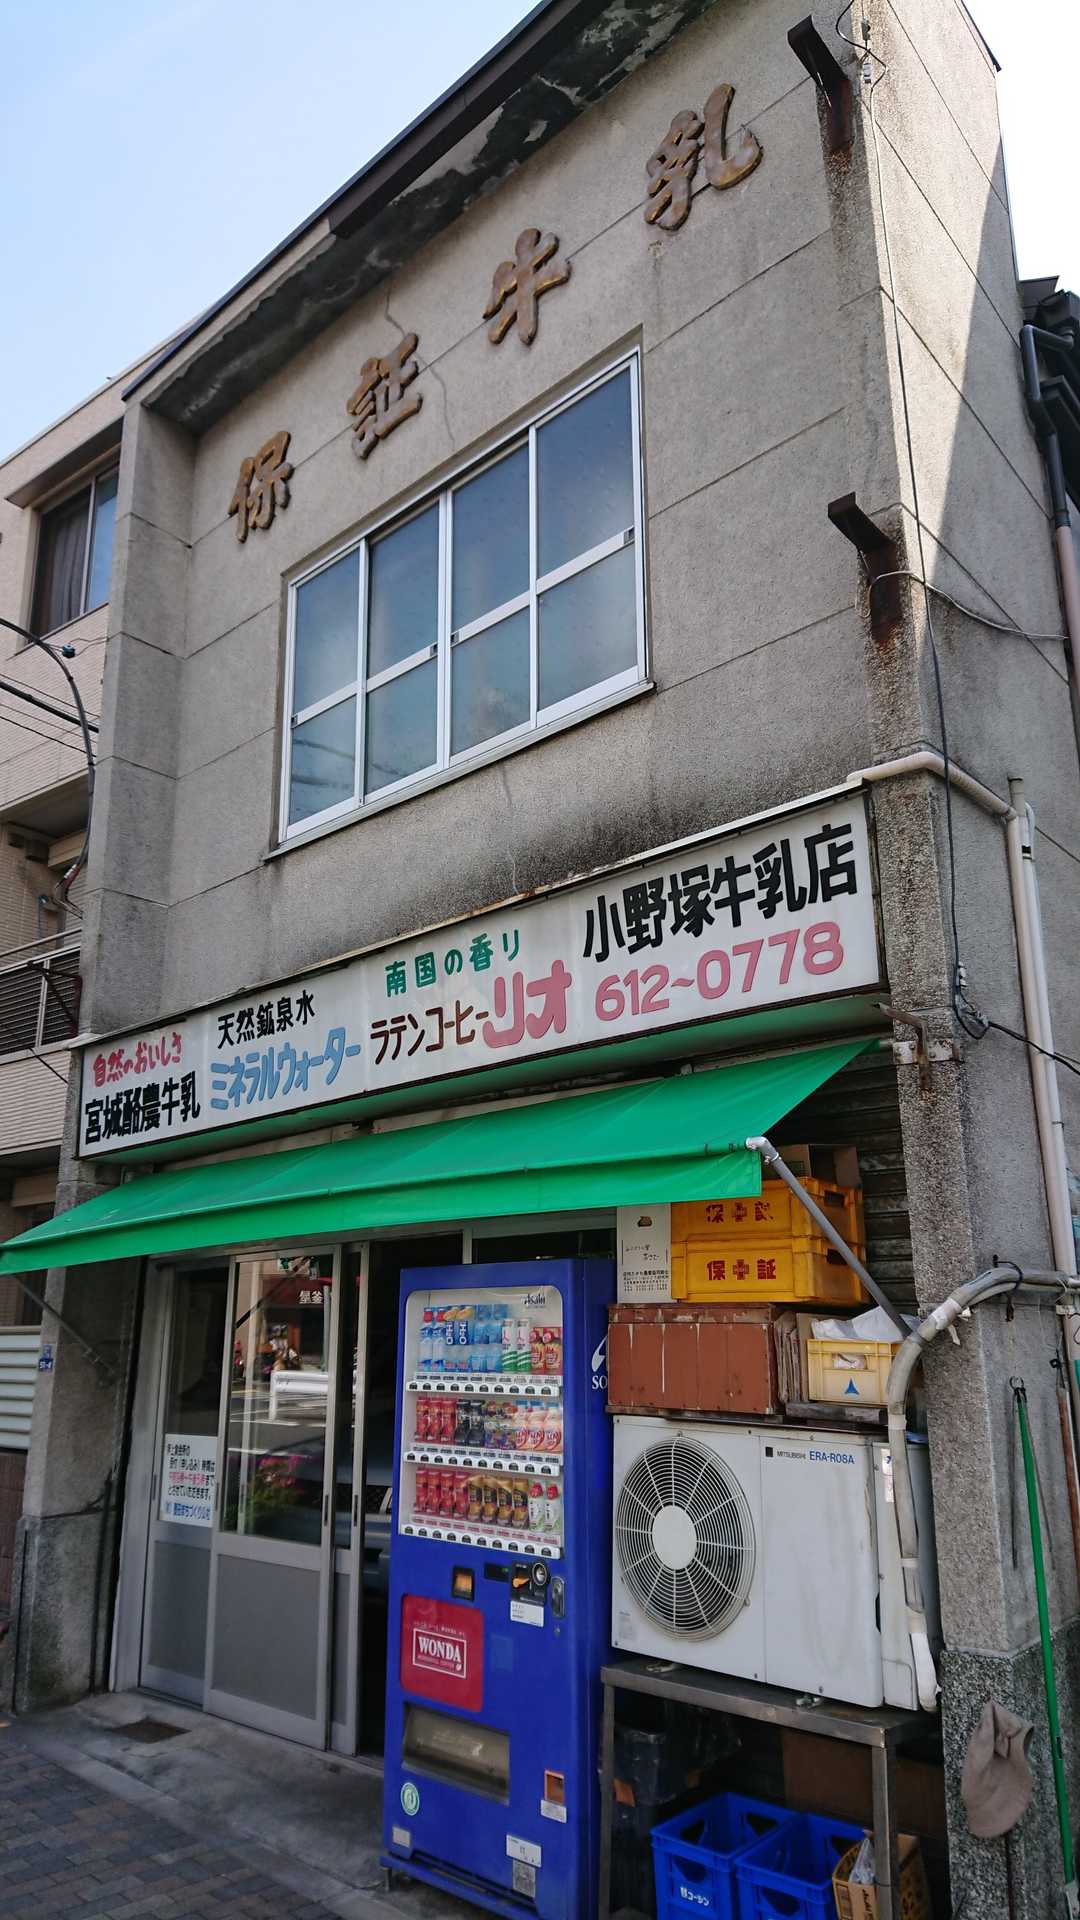 保証牛乳
自然のおいしさ
宮城酪農牛乳
天然鉱泉水
ミネラルウォーター
南国の香り
ラテンコーヒーリオ
小野塚牛乳店
612~0778
保証
保証
Asahi
WONDA
MITSUBISHI ERA-R08A